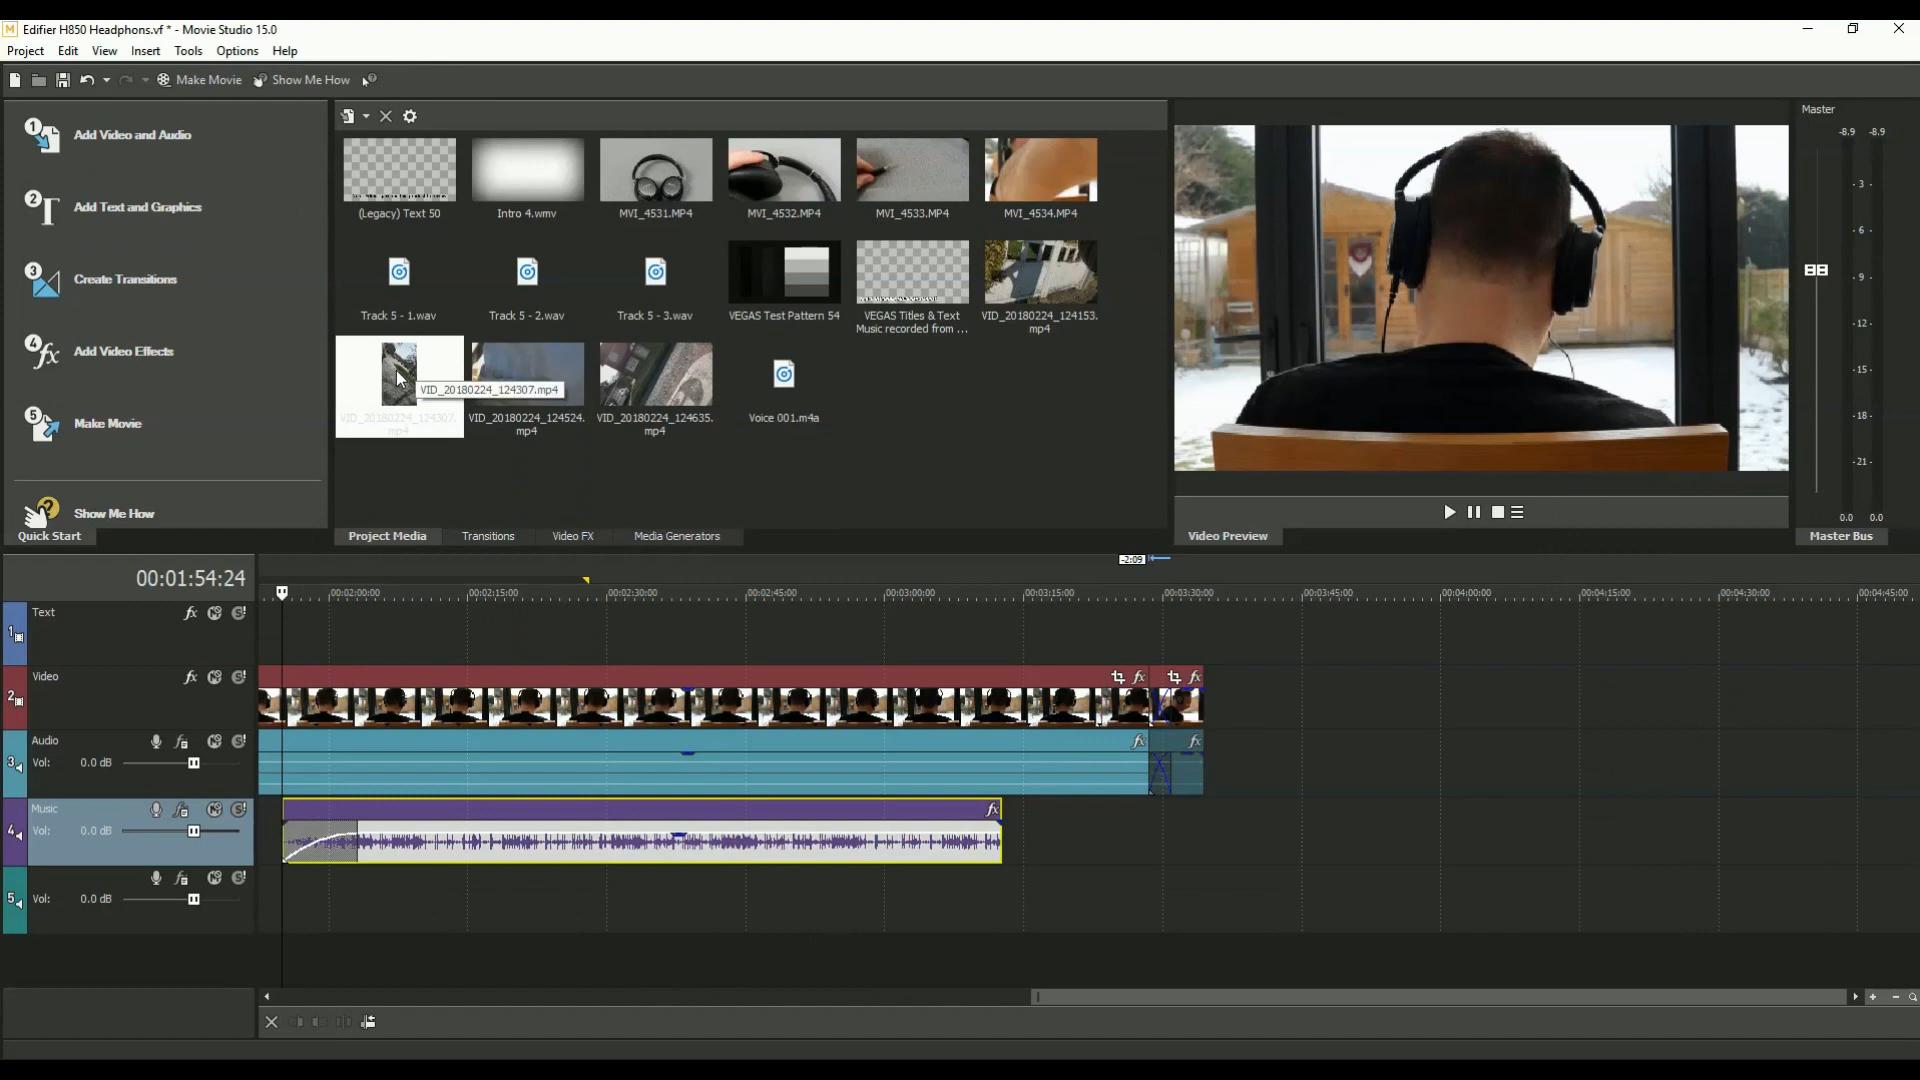 Edifier H850 Headphons.vf * - Movie Studio 15.0
Project Edit View Insert Tools Options Help
Make Movie Show Me How
1 Add Video and Audio
2 Add Text and Graphics
3 Create Transitions
4 Add Video Effects
5 Make Movie
Show Me How
Quick Start
(Legacy) Text 50
Intro 4.wmv
MVI_4531.MP4
MVI_4532.MP4
MVI_4533.MP4
MVI_4534.MP4
Track 5 - 1.wav
Track 5 - 2.wav
Track 5 - 3.wav
VEGAS Test Pattern 54
VEGAS Titles & Text
Music recorded from ...
VID_20180224_124153.
mp4
VID_20180224_124307.
mp4
VID_20180224_124307.mp4
VID_20180224_124524.
mp4
VID_20180224_124635.
mp4
Voice 001.m4a
Project Media Transitions Video FX Media Generators
Video Preview
Master
-8.9 -8.9
- 3 -
- 6 -
- 9 -
- 12 -
- 15 -
- 18 -
- 21 -
0.0 0.0
Master Bus
-2:09
00:01:54:24
00:02:00:00 00:02:15:00 00:02:30:00 00:02:45:00 00:03:00:00 00:03:15:00 00:03:30:00 00:03:45:00 00:04:00:00 00:04:15:00 00:04:30:00 00:04:45:00
1 Text fx
2 Video fx
3 Audio
Vol: 0.0 dB
4 Music
Vol: 0.0 dB
5
Vol: 0.0 dB